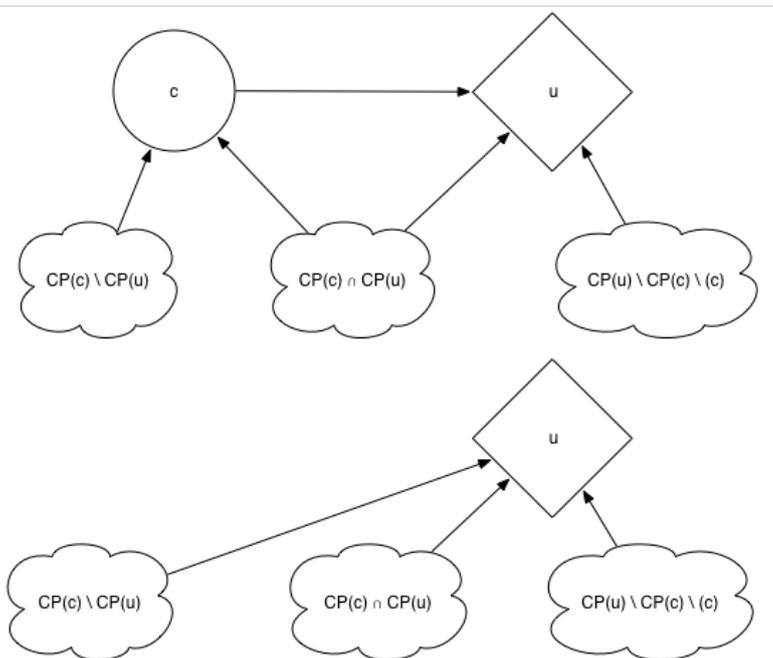 c
u
CP(c) \ CP(u)
CP(c) ∩ CP(u)
CP(u) \ CP(c) \ (c)
u
CP(c) \ CP(u)
CP(c) ∩ CP(u)
CP(u) \ CP(c) \ (c)